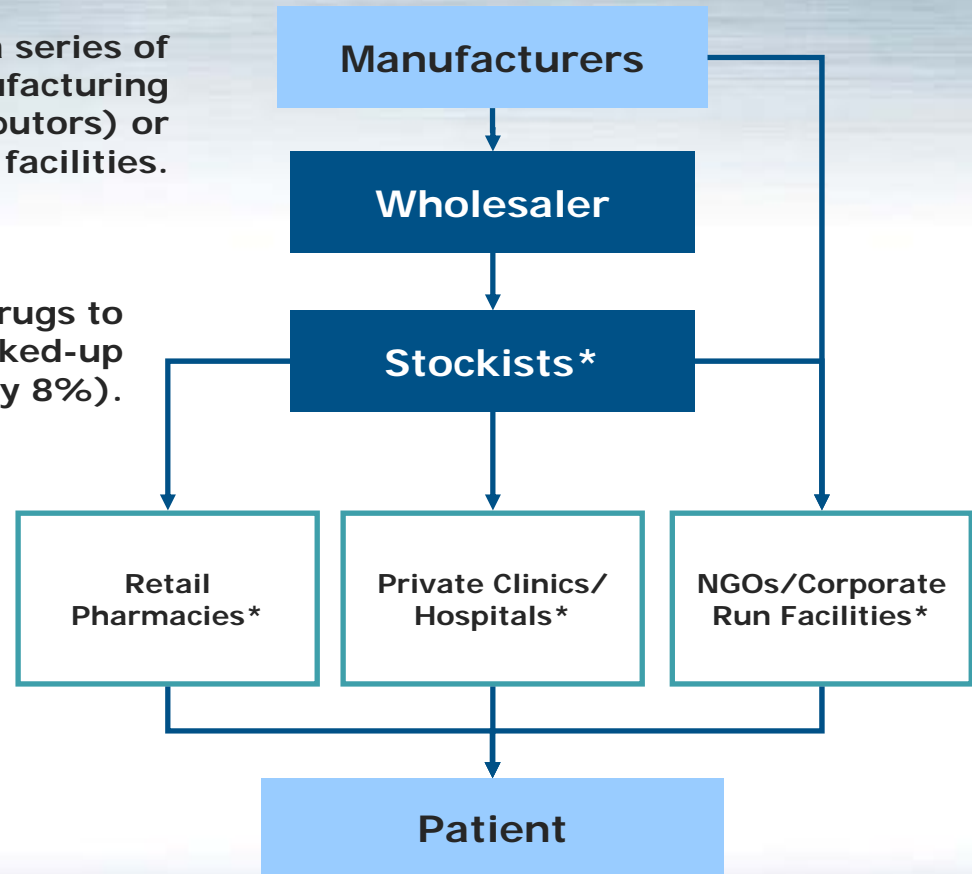 series of
ufacturing
butors) or
facilities.
rugs to
ked-up
y 8%).
Manufacturers
Wholesaler
Stockists*
Retail
Pharmacies*
Private Clinics/
Hospitals*
NGOs/Corporate
Run Facilities*
Patient